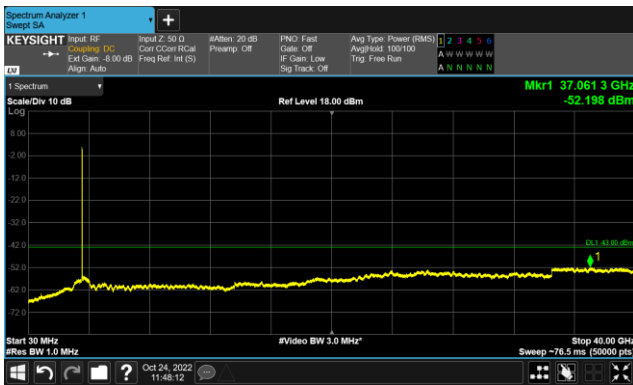 Spectrum Analyzer 1
Swept SA
+
KEYSIGHT Input: RF Input Z: 50 Ω #Atten: 20 dB PNO: Fast Avg Type: Power (RMS) 1 2 3 4 5 6
Coupling: DC Corr CCorr RCal Preamp: Off Gate: Off Avg|Hold: 100/100 A W W W W W
Ext Gain: -8.00 dB Freq Ref: Int (S) IF Gain: Low Trig: Free Run
Align: Auto Sig Track: Off A N N N N N
LXI
1 Spectrum Mkr1 37.061 3 GHz
Scale/Div 10 dB Ref Level 18.00 dBm -52.198 dBm
Log
8.00
-2.00
-12.0
-22.0
-32.0
-42.0
DL1 -43.00 dBm
1
-52.0
-62.0
-72.0
Start 30 MHz #Video BW 3.0 MHz* Stop 40.00 GHz
#Res BW 1.0 MHz Sweep ~76.5 ms (50000 pts)
? Oct 24, 2022
11:48:12